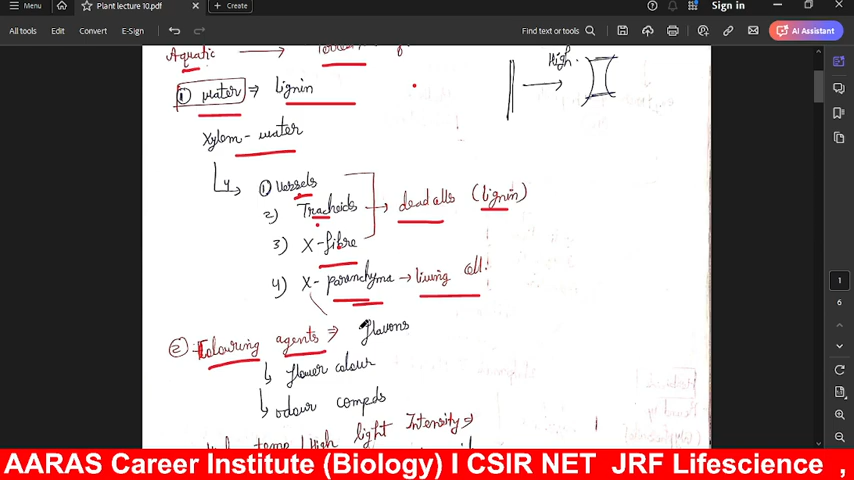 Menu
Plant lecture 10.pdf
Create
Sign in
All tools Edit Convert E-Sign
Find text or tools
AI Assistant
Aquatic
① water ⇒ lignin
High.
Xylem - water
4
① Vessels
2) Tracheids
dead cells (lignin)
3) X-fibre
4) X- parenchyma → living cell.
② Colouring agents ⇒ flavons
flower colour
odour compds
High light Intensity ⇒
1
6
AARAS Career Institute (Biology) I CSIR NET JRF Lifescience ,